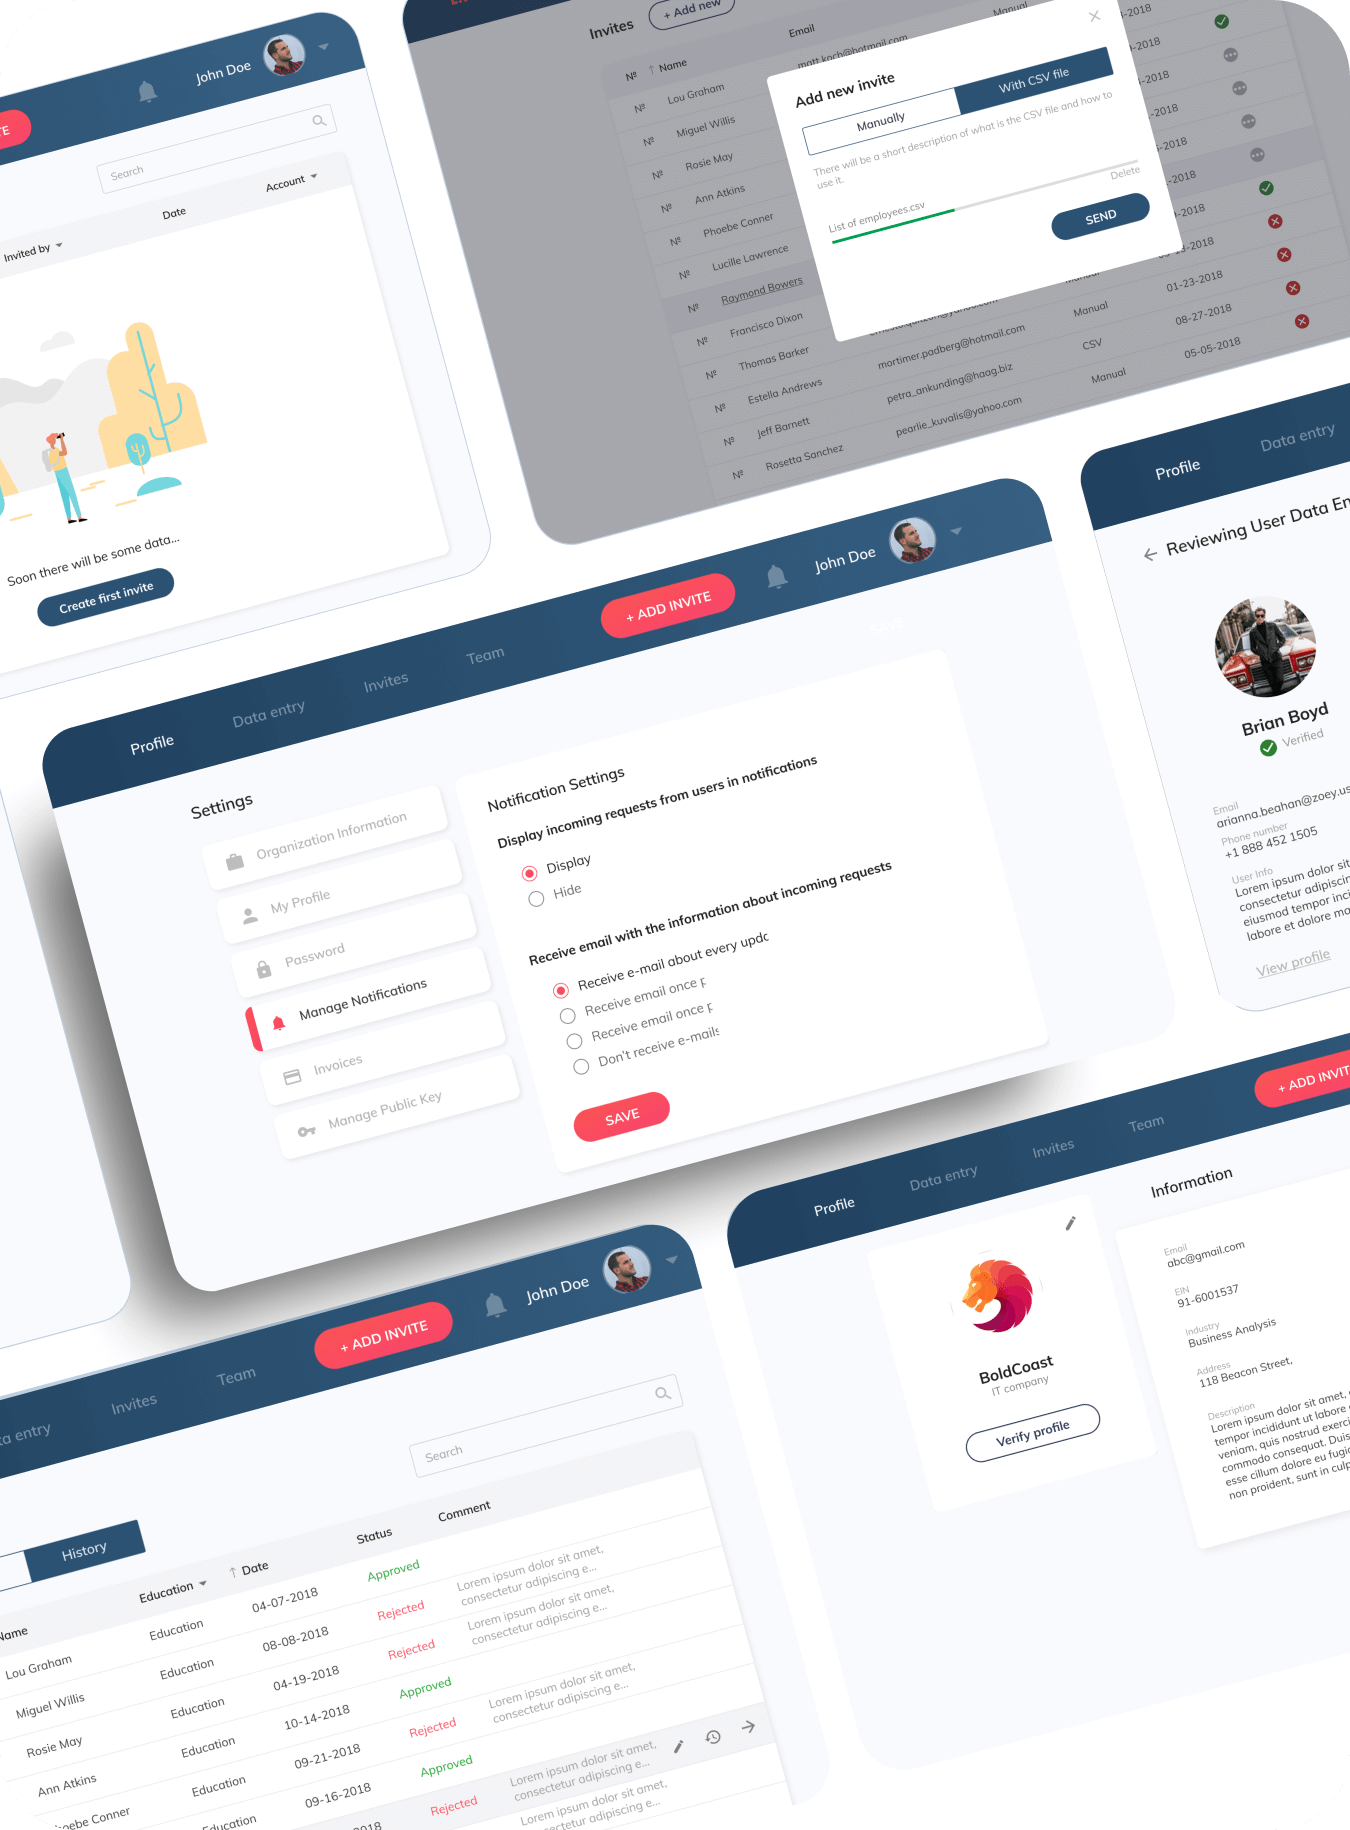 TE
John Doe
Search
Invited by
Date
Account
Soon there will be some data...
Create first invite
Invites
+ Add new
Nº
↑ Name
Email
Manual
Nº
Lou Graham
matt.koch@hotmail.com
Nº
Miguel Willis
Nº
Rosie May
Nº
Ann Atkins
Nº
Phoebe Conner
Nº
Lucille Lawrence
Nº
Raymond Bowers
Nº
Francisco Dixon
Nº
Thomas Barker
mortimer.padberg@hotmail.com
Manual
01-23-2018
Nº
Estella Andrews
petra_ankunding@haag.biz
CSV
08-27-2018
Nº
Jeff Barnett
pearlie_kuvalis@yahoo.com
Manual
05-05-2018
Nº
Rosetta Sanchez
Add new invite
Manually
With CSV file
There will be a short description of what is the CSV file and how to
use it.
List of employees.csv
Delete
SEND
Profile
Data entry
Invites
Team
+ ADD INVITE
John Doe
SAVE
Settings
Organization Information
My Profile
Password
Manage Notifications
Invoices
Manage Public Key
Notification Settings
Display incoming requests from users in notifications
Display
Hide
Receive email with the information about incoming requests
Receive e-mail about every upda
Receive email once p
Receive email once p
Don't receive e-mails
SAVE
Profile
Data entry
Reviewing User Data En
Brian Boyd
Verified
Email
arianna.beahan@zoey.us
Phone number
+1 888 452 1505
User Info
Lorem ipsum dolor sit
consectetur adipiscin
eiusmod tempor inci
labore et dolore ma
View profile
ta entry
Invites
Team
+ ADD INVITE
John Doe
Search
History
Name
Education
↑ Date
Status
Comment
Lou Graham
Education
04-07-2018
Approved
Miguel Willis
Education
08-08-2018
Rejected
Lorem ipsum dolor sit amet,
consectetur adipiscing e...
Rosie May
Education
04-19-2018
Rejected
Lorem ipsum dolor sit amet,
consectetur adipiscing e...
Ann Atkins
Education
10-14-2018
Approved
hoebe Conner
Education
09-21-2018
Rejected
Lorem ipsum dolor sit amet,
consectetur adipiscing e...
Education
09-16-2018
Approved
2018
Rejected
Lorem ipsum dolor sit amet,
consectetur adipiscing e...
Lorem ipsum dolor sit amet,
consectetur adipiscing e...
Profile
Data entry
Invites
Team
+ ADD INVIT
BoldCoast
IT company
Verify profile
Information
Email
abc@gmail.com
EIN
91-6001537
Industry
Business Analysis
Address
118 Beacon Street,
Description
Lorem ipsum dolor sit amet,
tempor incididunt ut labore
veniam, quis nostrud exerci
commodo consequat. Duis
esse cillum dolore eu fugia
non proident, sunt in culp